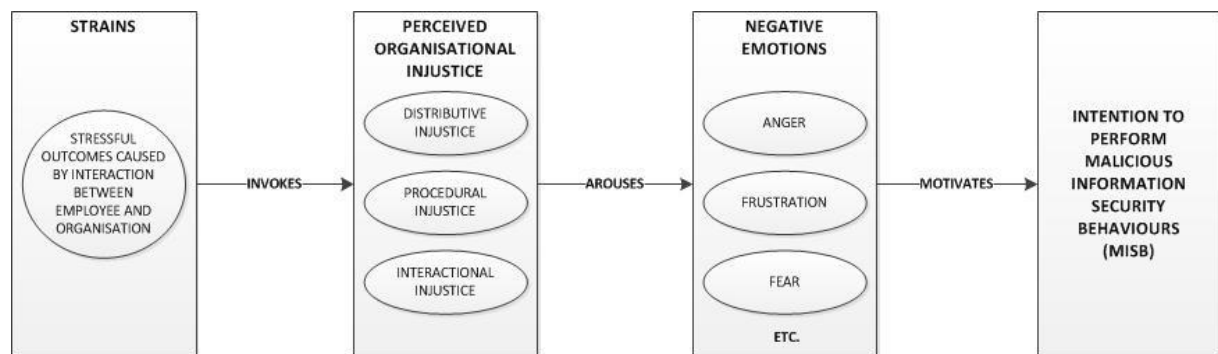 STRAINS
STRESSFUL
OUTCOMES CAUSED
BY INTERACTION
BETWEEN
EMPLOYEE AND
ORGANISATION
INVOKES
PERCEIVED
ORGANISATIONAL
INJUSTICE
DISTRIBUTIVE
INJUSTICE
PROCEDURAL
INJUSTICE
INTERACTIONAL
INJUSTICE
AROUSES
NEGATIVE
EMOTIONS
ANGER
FRUSTRATION
FEAR
ETC.
MOTIVATES
INTENTION TO
PERFORM
MALICIOUS
INFORMATION
SECURITY
BEHAVIOURS
(MISB)